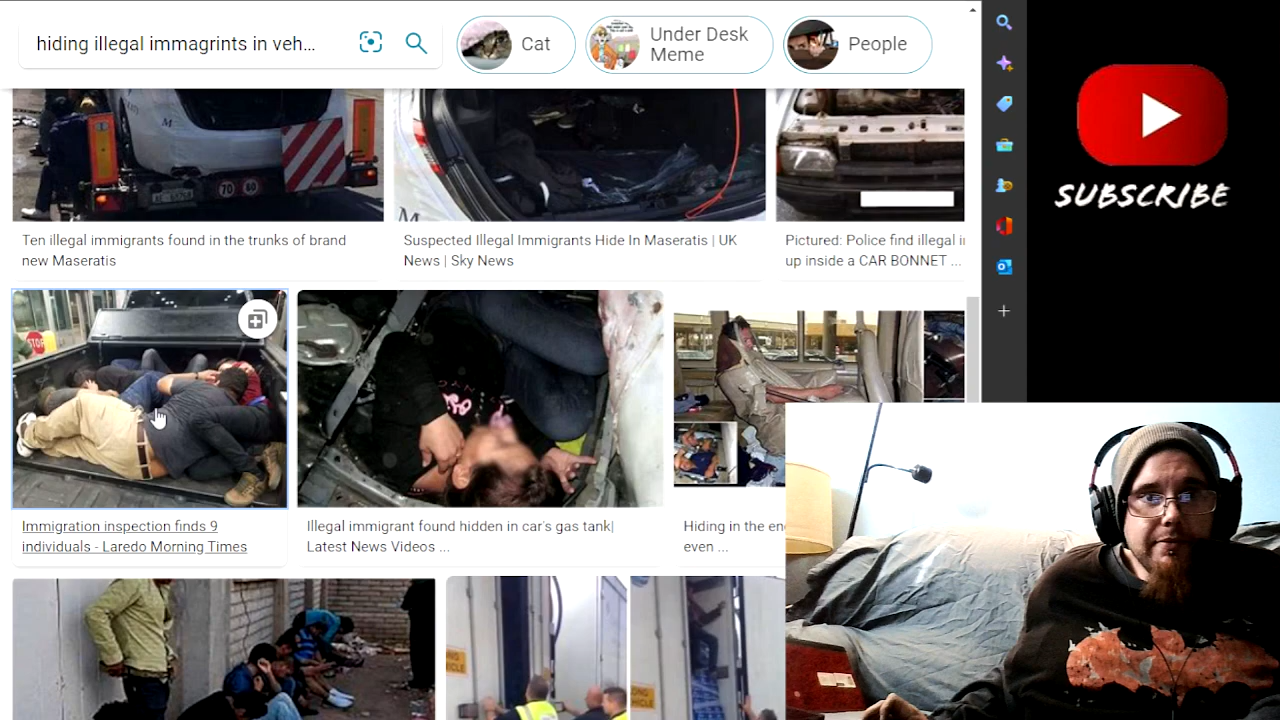 hiding illegal immagrints in veh...
Cat
Under Desk
Meme
People
SUBSCRIBE
70
M
M
Ten illegal immigrants found in the trunks of brand
new Maseratis
Suspected Illegal Immigrants Hide In Maseratis | UK
News | Sky News
Pictured: Police find illegal i
up inside a CAR BONNET ...
STOP
Immigration inspection finds 9
individuals - Laredo Morning Times
Illegal immigrant found hidden in car's gas tank|
Latest News Videos ...
Hiding in the en
even ...